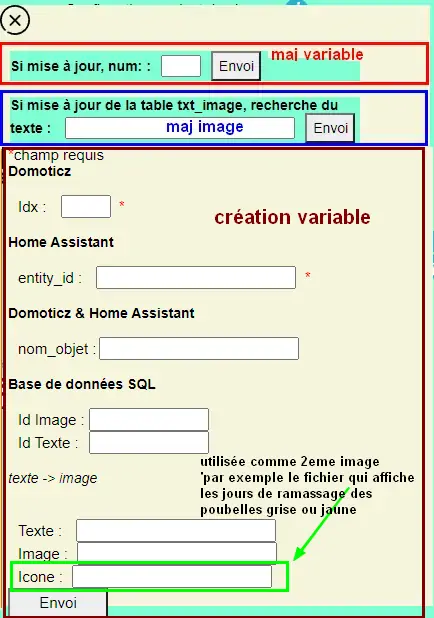 Si mise à jour, num: : Envoi
maj variable
Si mise à jour de la table txt_image, recherche du
texte : maj image Envoi
*champ requis
Domoticz
Idx : *
création variable
Home Assistant
entity_id : *
Domoticz & Home Assistant
nom_objet :
Base de données SQL
Id Image :
Id Texte :
utilisée comme 2eme image
texte -> image
'par exemple le fichier qui affiche
les jours de ramassage des
poubelles grise ou jaune
Texte :
Image :
Icone :
Envoi